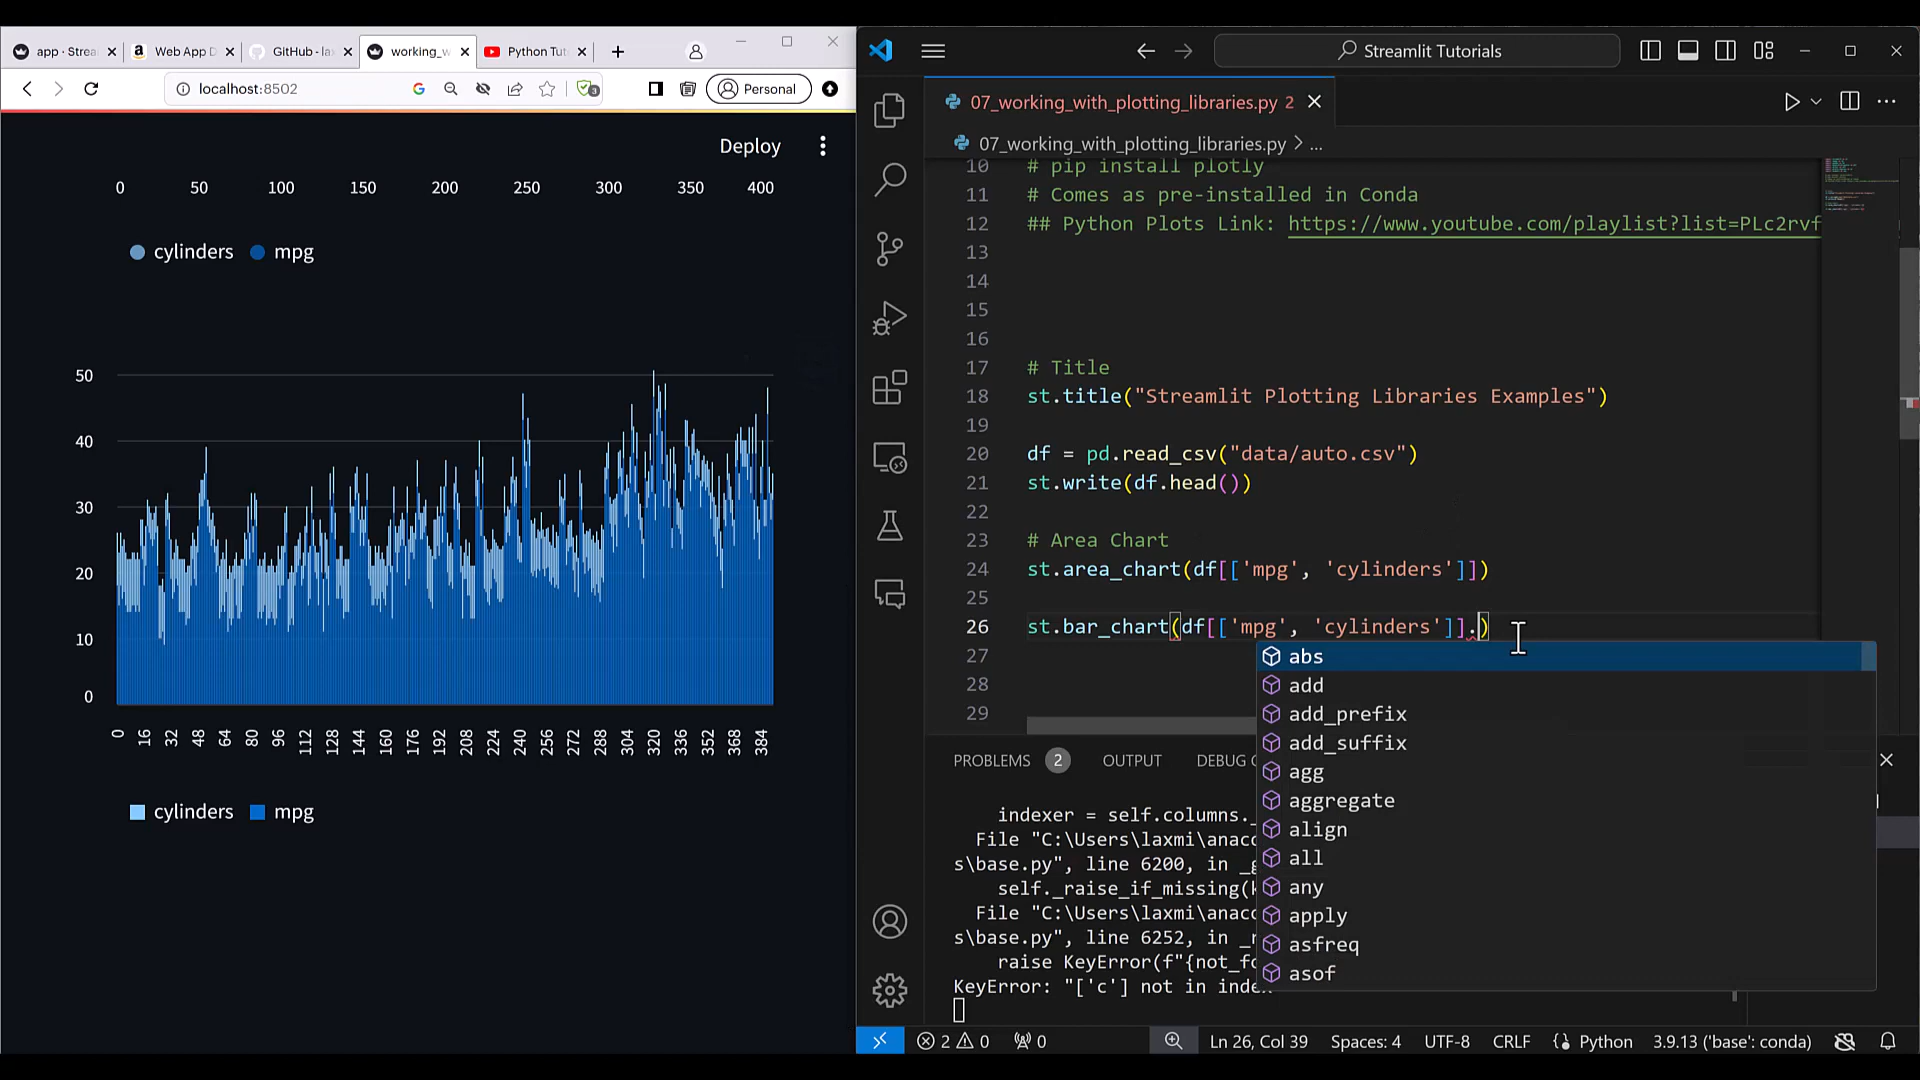 app · Strea
Web App D
GitHub - la
working_w
Python Tut
localhost:8502
3
Personal
Deploy
0 50 100 150 200 250 300 350 400
cylinders mpg
50
40
30
20
10
0
0 16 32 48 64 80 96 112 128 144 160 176 192 208 224 240 256 272 288 304 320 336 352 368 384
cylinders mpg
Streamlit Tutorials
07_working_with_plotting_libraries.py 2
07_working_with_plotting_libraries.py > ...
10 # pip install plotly
11 # Comes as pre-installed in Conda
12 ## Python Plots Link: https://www.youtube.com/playlist?list=PLc2rvf
13
14
15
16
17 # Title
18 st.title("Streamlit Plotting Libraries Examples")
19
20 df = pd.read_csv("data/auto.csv")
21 st.write(df.head())
22
23 # Area Chart
24 st.area_chart(df[['mpg', 'cylinders']])
25
26 st.bar_chart(df[['mpg', 'cylinders']].)
27
28
29
abs
add
add_prefix
add_suffix
agg
aggregate
align
all
any
apply
asfreq
asof
PROBLEMS 2 OUTPUT DEBUG C
indexer = self.columns._
File "C:\Users\laxmi\anaco
s\base.py", line 6200, in _g
self._raise_if_missing(k
File "C:\Users\laxmi\anaco
s\base.py", line 6252, in _r
raise KeyError(f"{not_fo
KeyError: "['c'] not in index
2 0 0 Ln 26, Col 39 Spaces: 4 UTF-8 CRLF Python 3.9.13 ('base': conda)